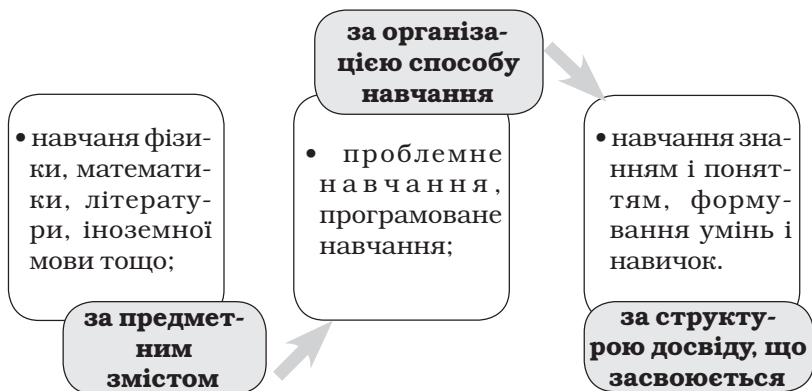 за організа-
цією способу
навчання
• навчаня фізи-
ки, математи-
ки, літерату-
ри, іноземної
мови тощо;
за предмет-
ним
змістом
• проблемне
навчання,
програмоване
навчання;
• навчання зна-
нням і понят-
тям, форму-
вання умінь і
навичок.
за структу-
рою досвіду, що
засвоюється